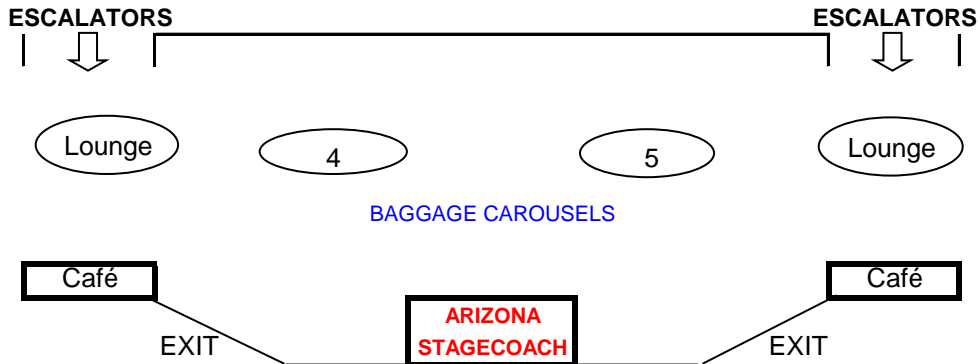 ESCALATORS ESCALATORS
Lounge 4 5 Lounge
BAGGAGE CAROUSELS
Café Café
ARIZONA
EXIT STAGECOACH EXIT